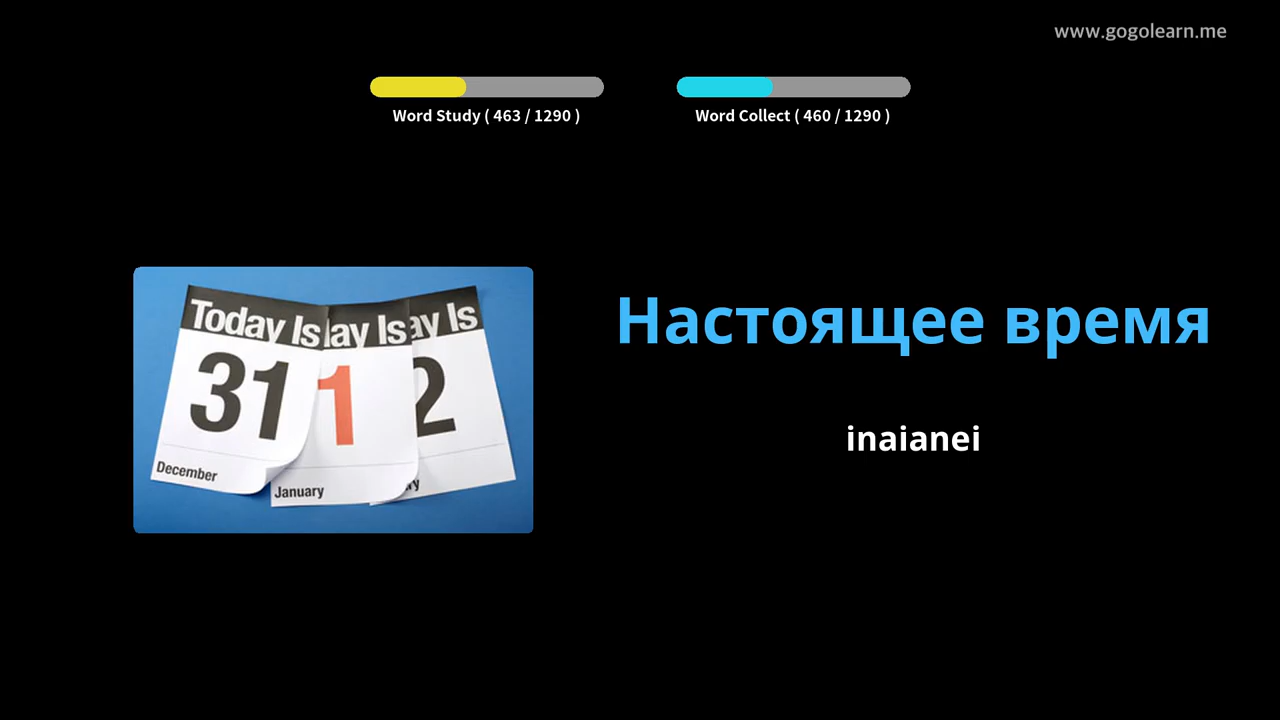 www.gogolearn.me
Word Study ( 463 / 1290 )
Word Collect ( 460 / 1290 )
Today Is
ay Is
ay Is
31
1
2
December
January
ry
Настоящее время
inaianei